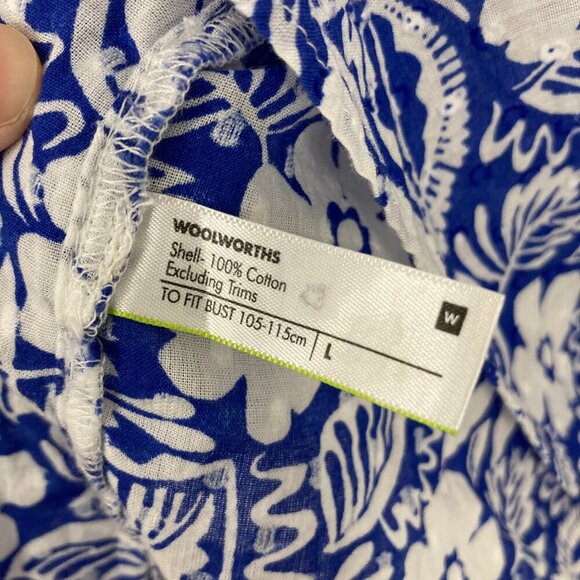 WOOLWORTHS
Shell- 100% Cotton
Excluding Trims
TO FIT BUST 105-115cm | L
W